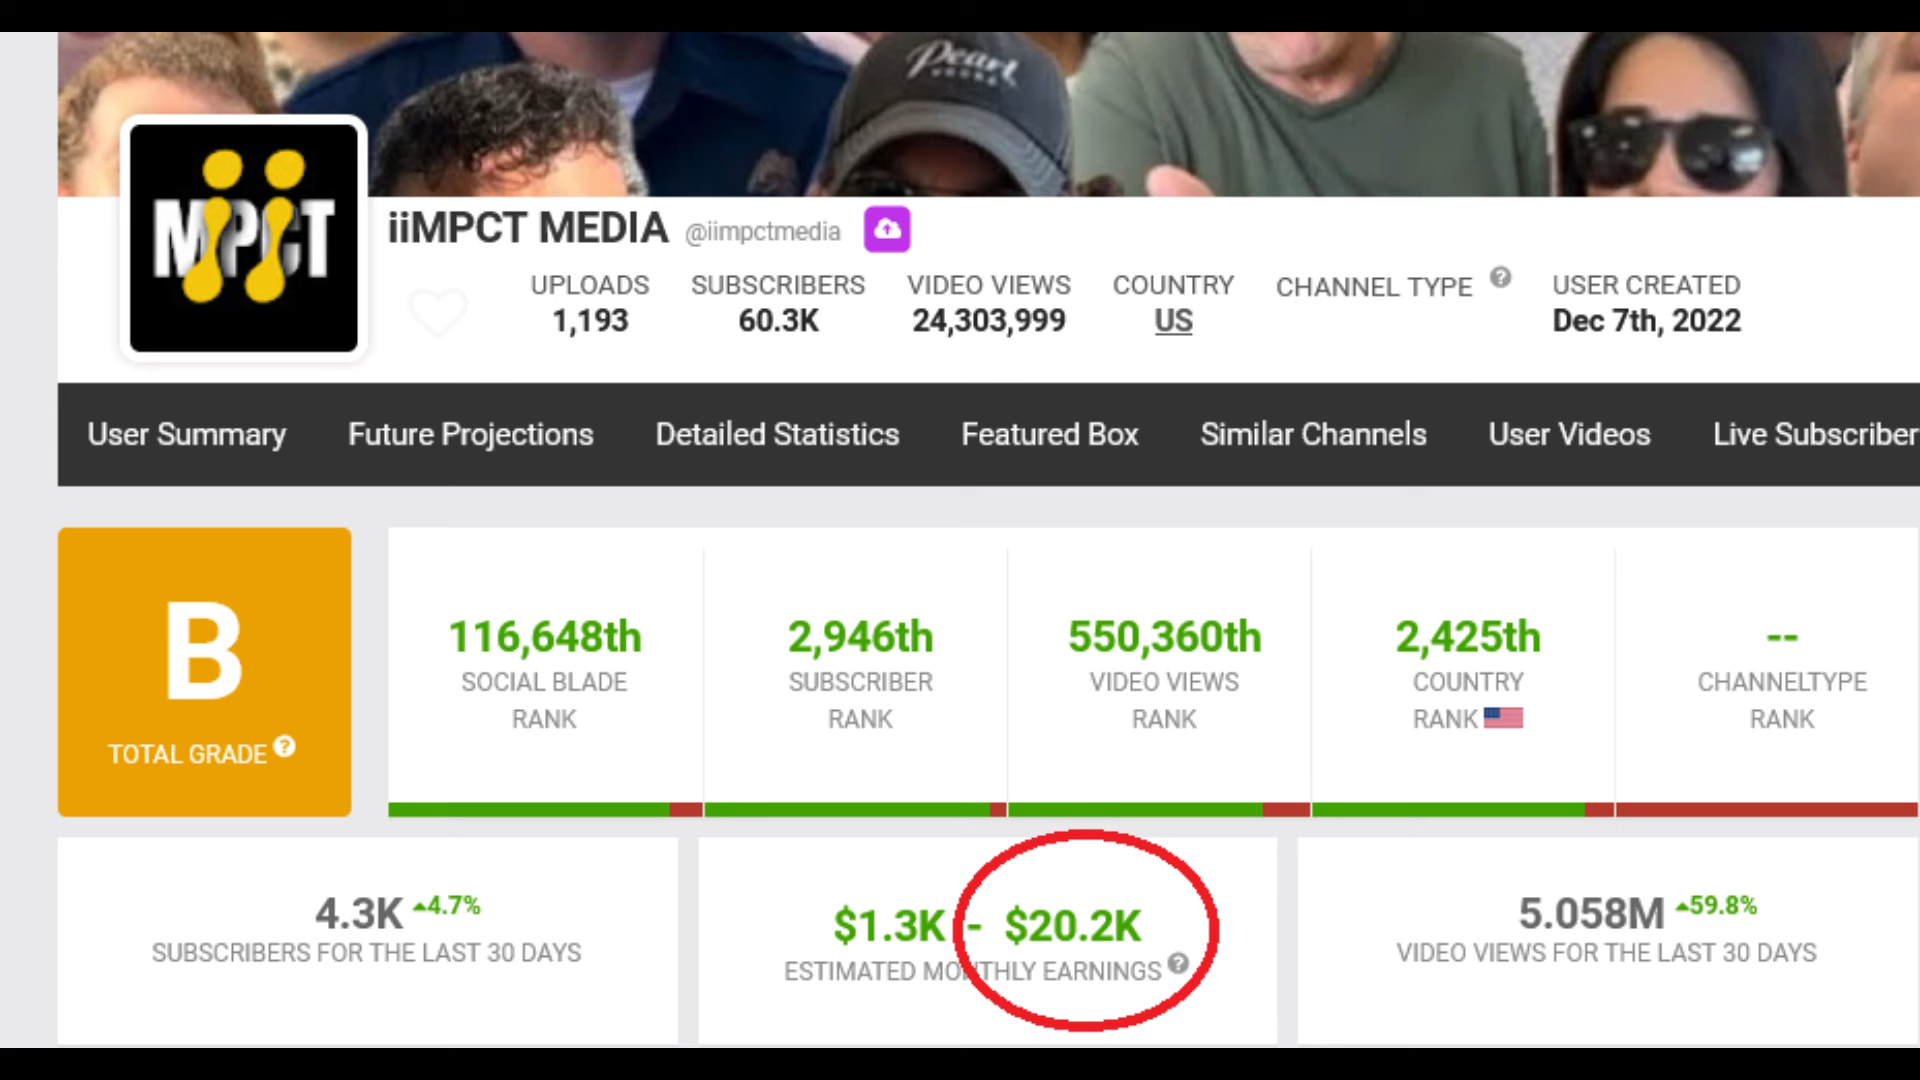 Pearl
MPCT
iiMPCT MEDIA @iimpctmedia
UPLOADS SUBSCRIBERS VIDEO VIEWS COUNTRY CHANNEL TYPE ? USER CREATED
1,193 60.3K 24,303,999 US Dec 7th, 2022
User Summary Future Projections Detailed Statistics Featured Box Similar Channels User Videos Live Subscriber
B
TOTAL GRADE ?
116,648th 2,946th 550,360th 2,425th --
SOCIAL BLADE SUBSCRIBER VIDEO VIEWS COUNTRY CHANNELTYPE
RANK RANK RANK RANK RANK
4.3K 4.7% $1.3K - $20.2K 5.058M 59.8%
SUBSCRIBERS FOR THE LAST 30 DAYS ESTIMATED MONTHLY EARNINGS ? VIDEO VIEWS FOR THE LAST 30 DAYS